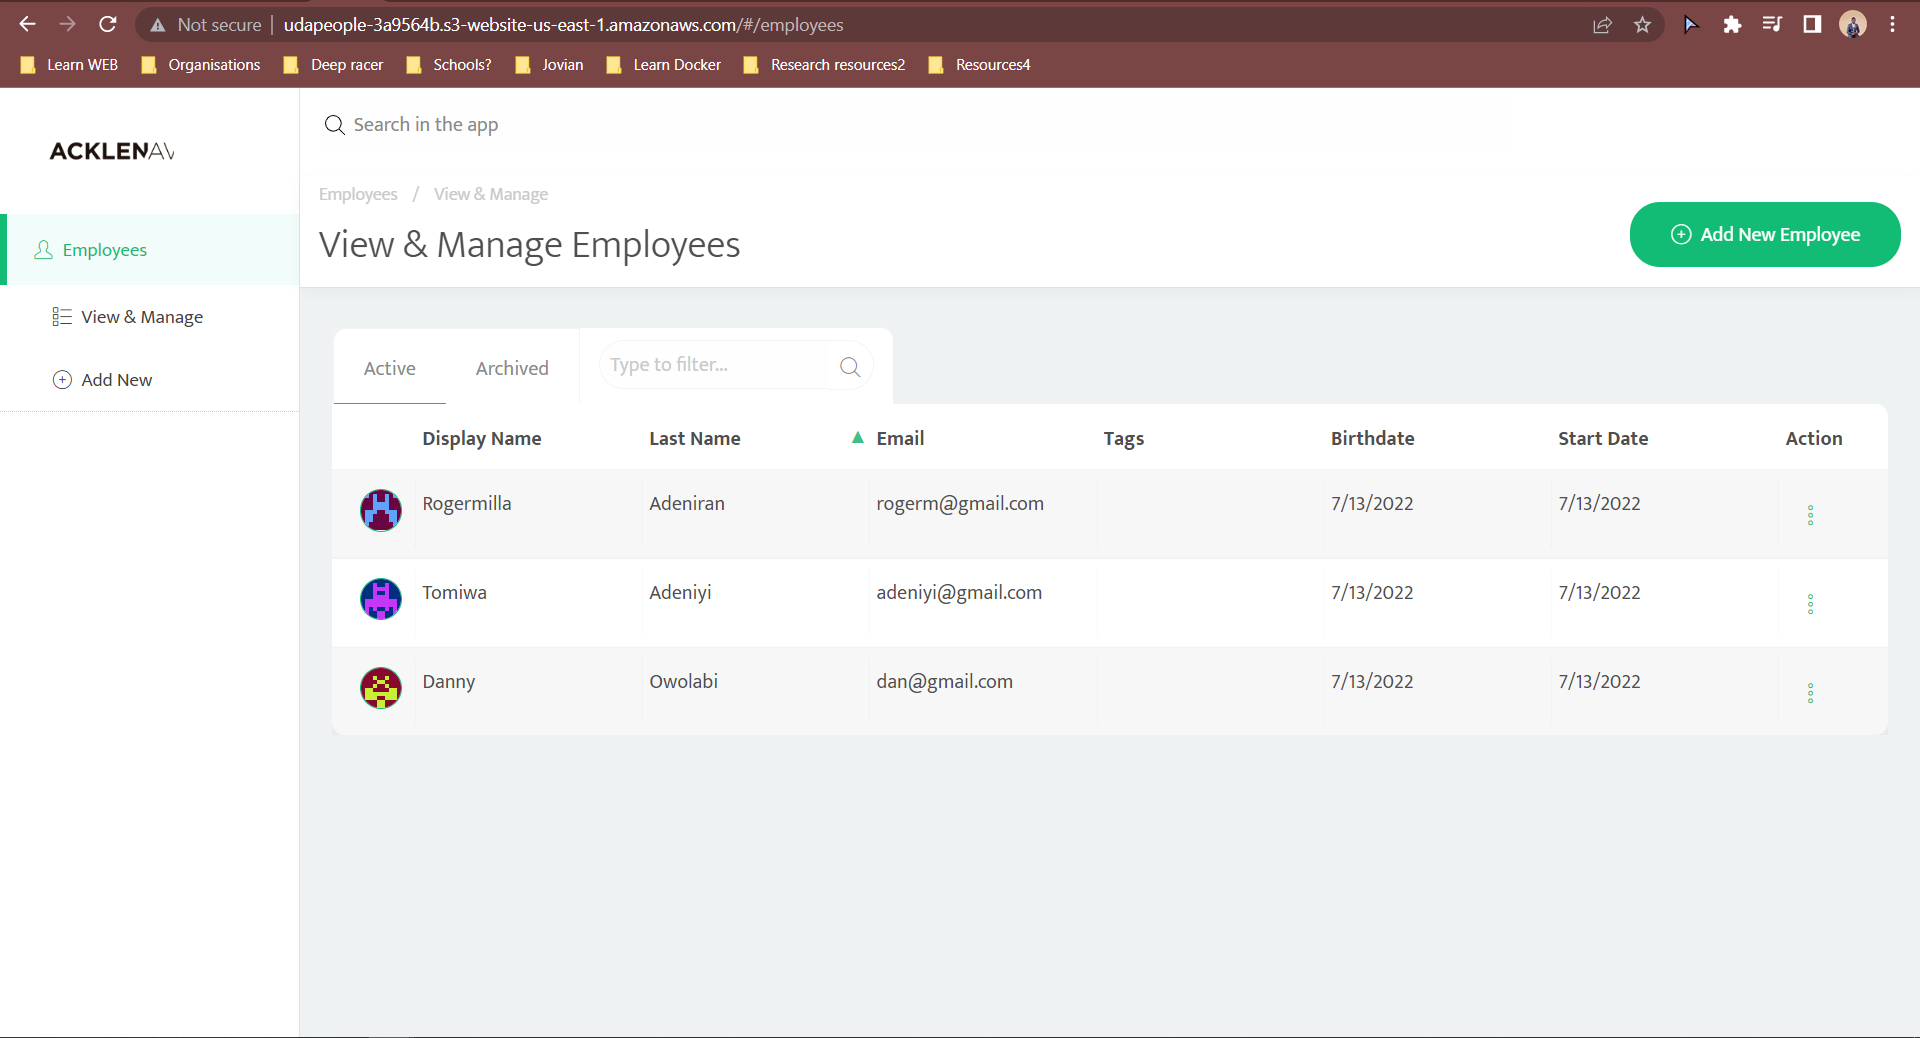 Not secure | udapeople-3a9564b.s3-website-us-east-1.amazonaws.com/#/employees
Learn WEB Organisations Deep racer Schools? Jovian Learn Docker Research resources2 Resources4
ACKLENAV
Search in the app
Employees / View & Manage
View & Manage Employees
Add New Employee
Employees
View & Manage
Add New
Active Archived Type to filter...
Display Name Last Name Email Tags Birthdate Start Date Action
Rogermilla Adeniran rogerm@gmail.com 7/13/2022 7/13/2022
Tomiwa Adeniyi adeniyi@gmail.com 7/13/2022 7/13/2022
Danny Owolabi dan@gmail.com 7/13/2022 7/13/2022